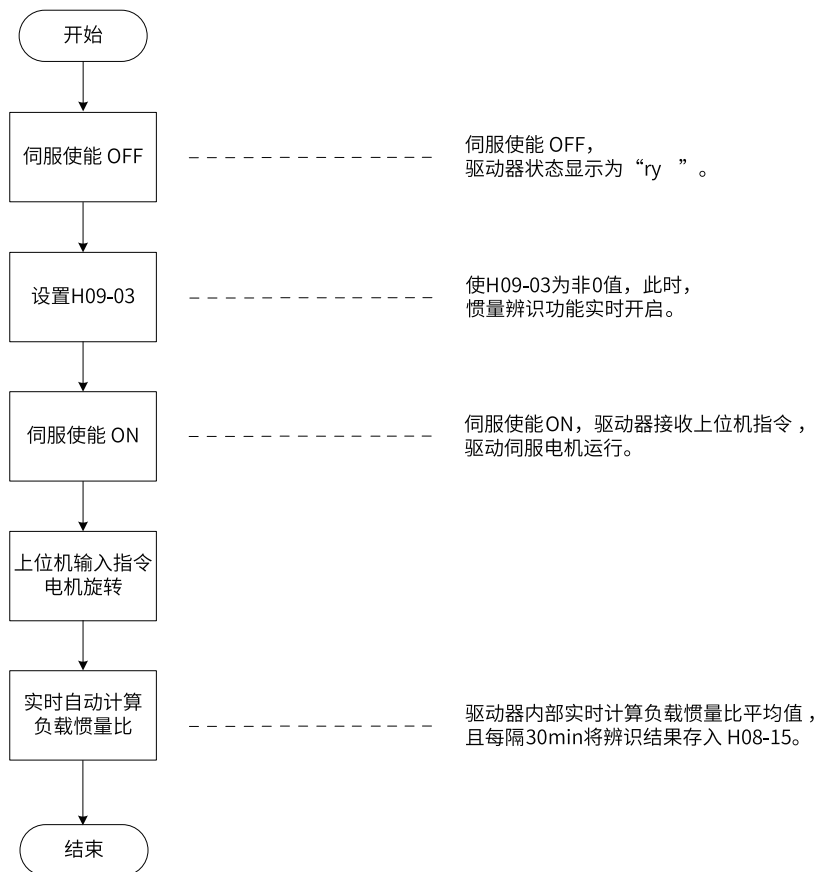 开始
伺服使能 OFF
伺服使能 OFF，
驱动器状态显示为“ry ”。
设置H09-03
使H09-03为非0值，此时，
惯量辨识功能实时开启。
伺服使能 ON
伺服使能ON，驱动器接收上位机指令，
驱动伺服电机运行。
上位机输入指令
电机旋转
实时自动计算
负载惯量比
驱动器内部实时计算负载惯量比平均值，
且每隔30min将辨识结果存入 H08-15。
结束